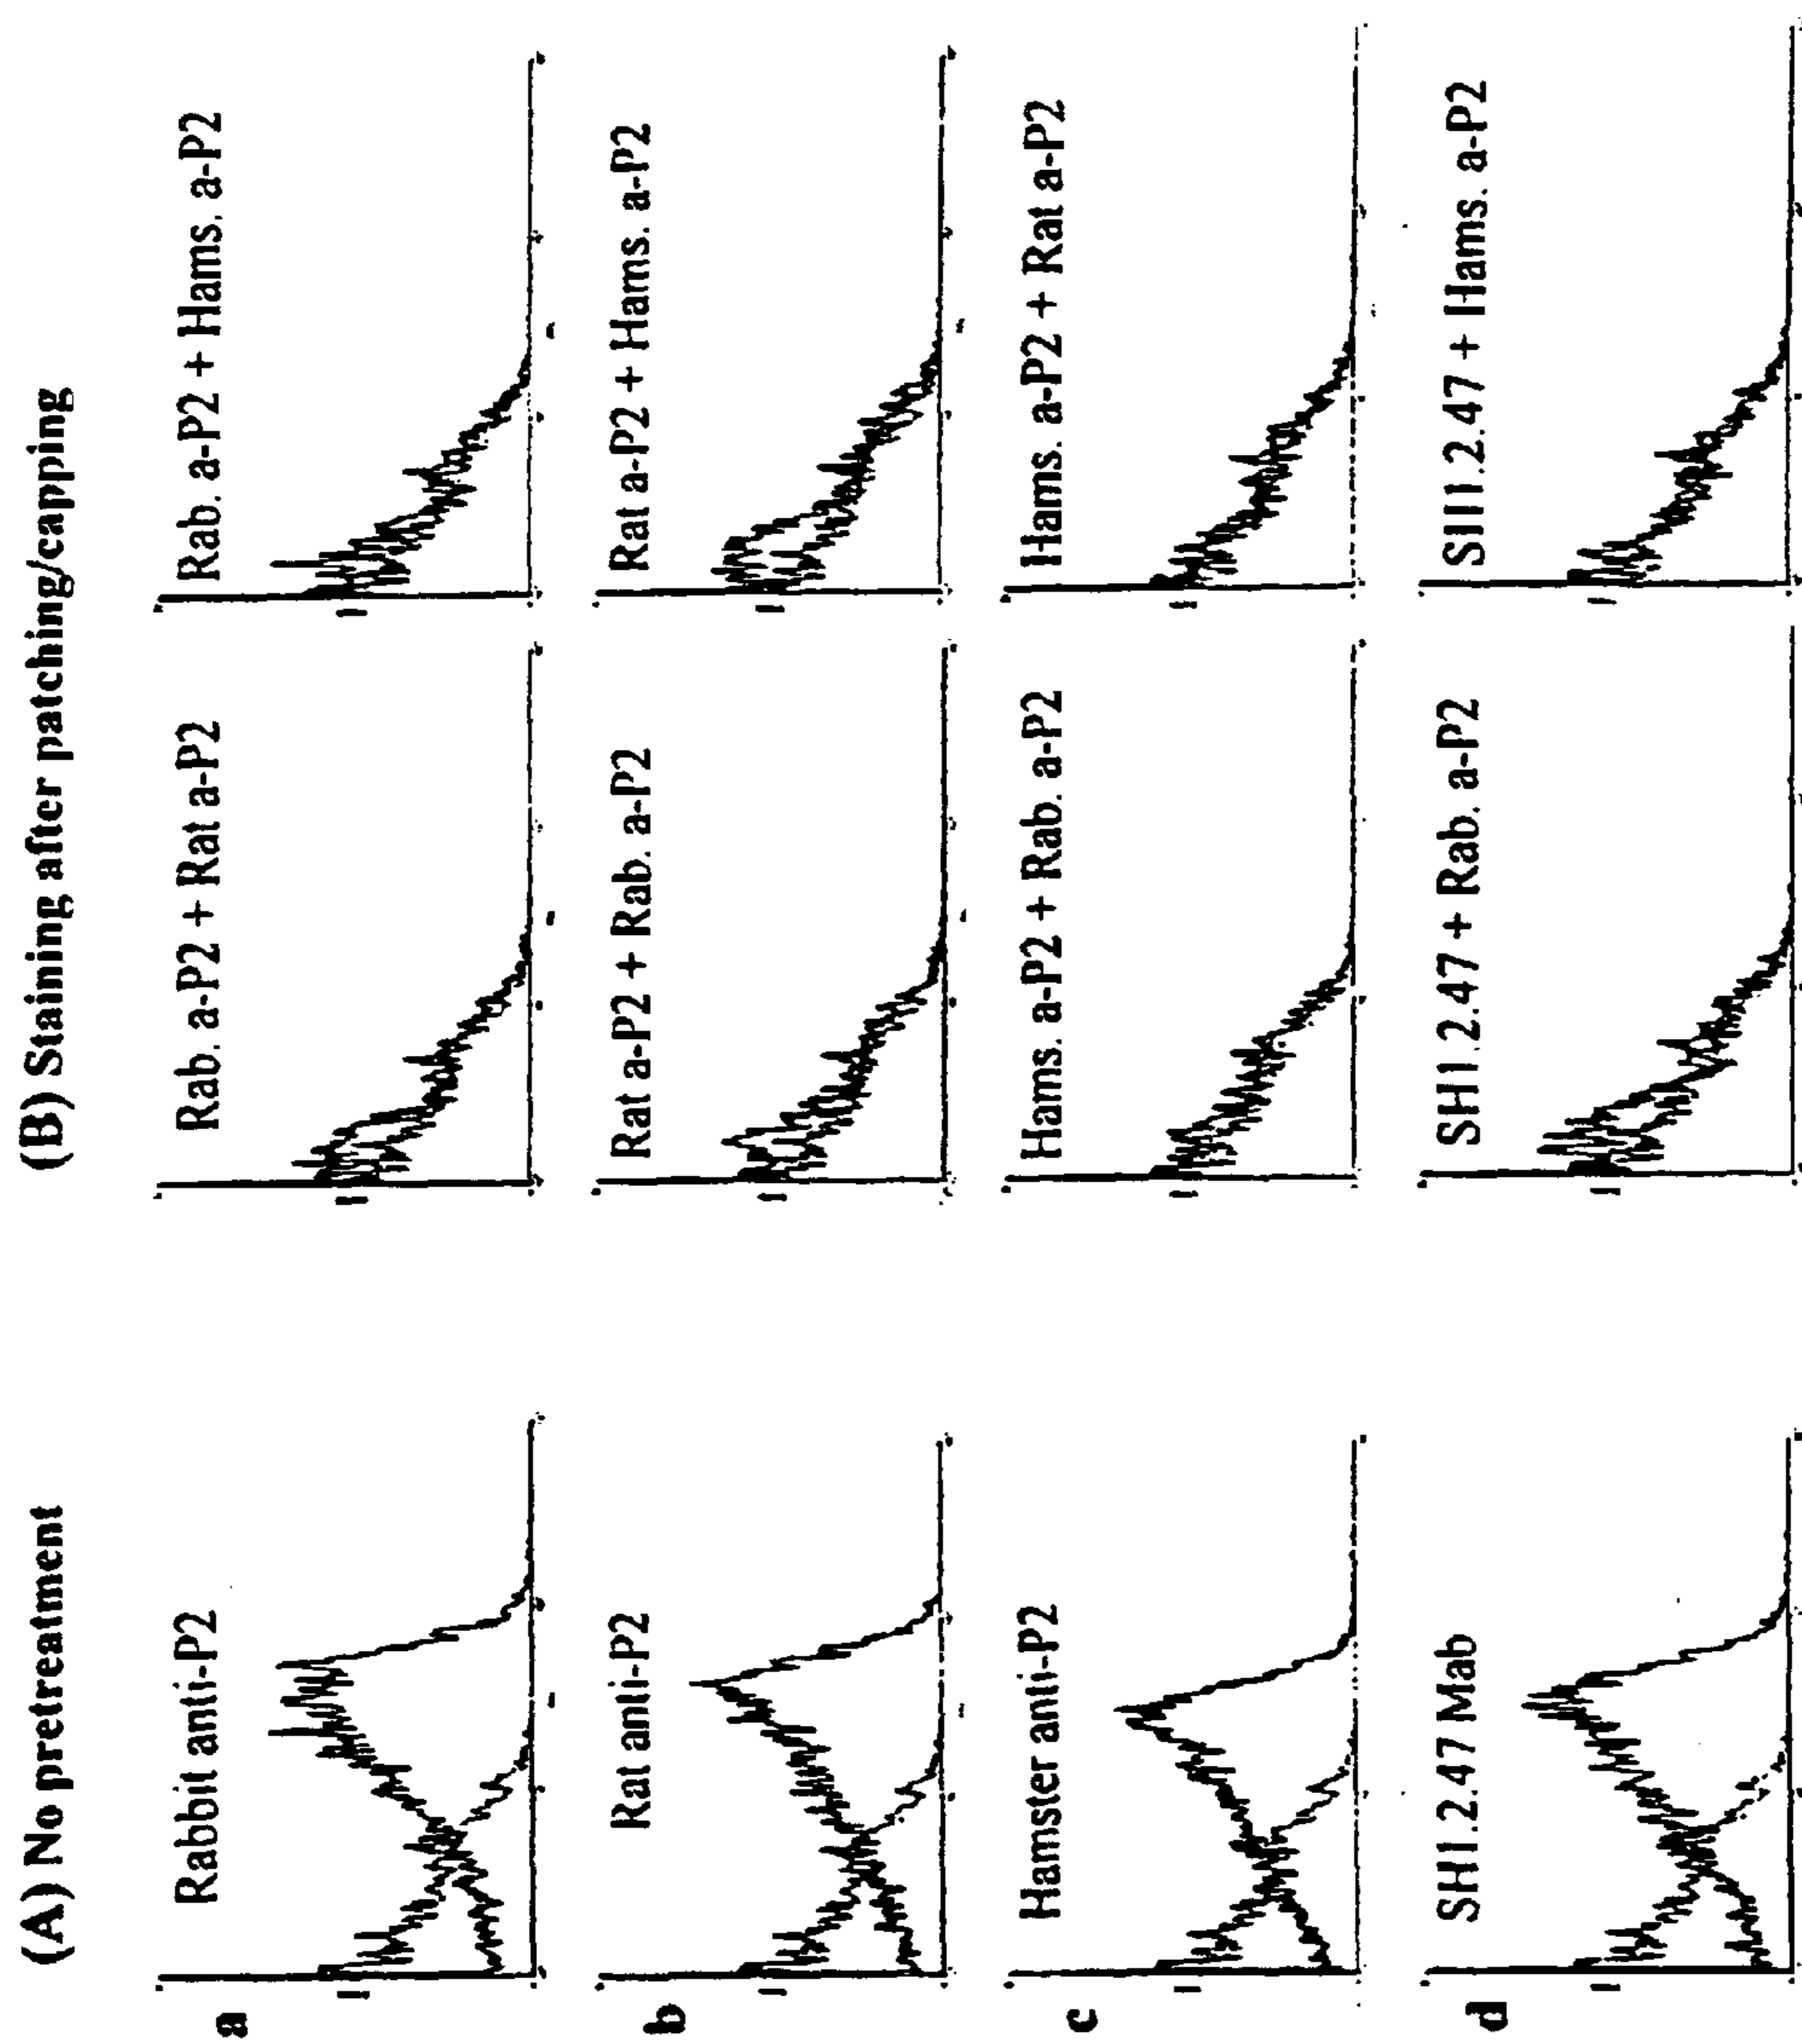 (A) No pretreatment
(B) Staining after patching/capping
a
Rabbit anti-P2
Rab. a-P2 + Rat a-P2
Rab. a-P2 + Hams. a-P2
b
Rat anti-P2
Rat a-P2 + Rab. a-P2
Rat a-P2 + Hams. a-P2
c
Hamster anti-P2
Hams. a-P2 + Rab. a-P2
Hams. a-P2 + Rat a-P2
d
SH1.2.47 Mab
SH1.2.47 + Rab. a-P2
SH1.2.47 + Hams. a-P2